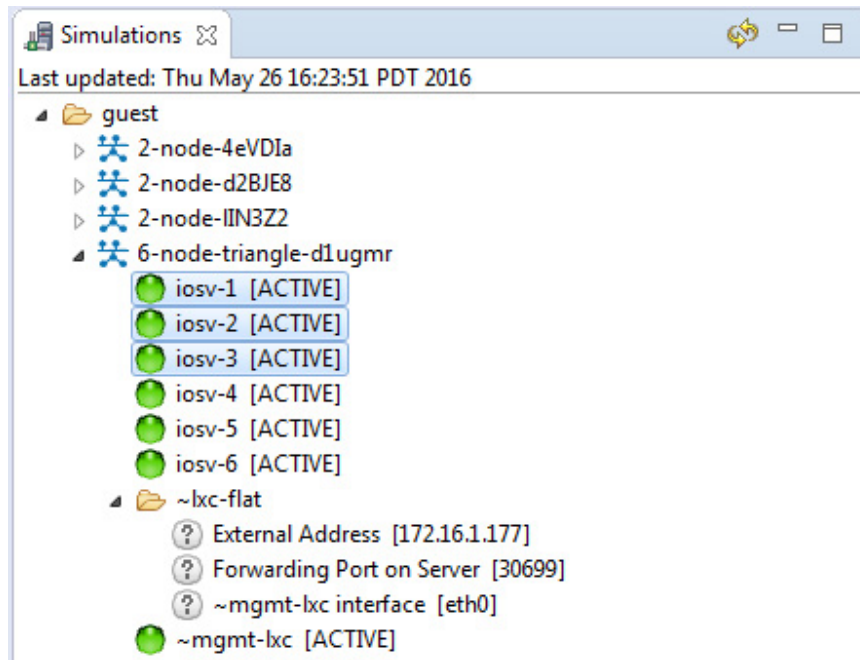 Simulations
Last updated: Thu May 26 16:23:51 PDT 2016
guest
2-node-4eVDIa
2-node-d2BJE8
2-node-lIN3Z2
6-node-triangle-d1ugmr
iosv-1 [ACTIVE]
iosv-2 [ACTIVE]
iosv-3 [ACTIVE]
iosv-4 [ACTIVE]
iosv-5 [ACTIVE]
iosv-6 [ACTIVE]
~lxc-flat
External Address [172.16.1.177]
Forwarding Port on Server [30699]
~mgmt-lxc interface [eth0]
~mgmt-lxc [ACTIVE]